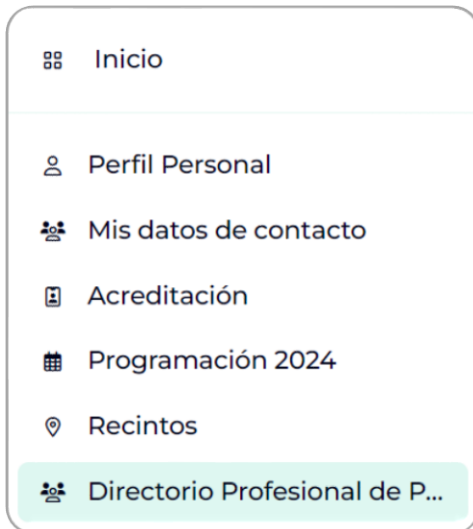 Inicio
Perfil Personal
Mis datos de contacto
Acreditación
Programación 2024
Recintos
Directorio Profesional de P...